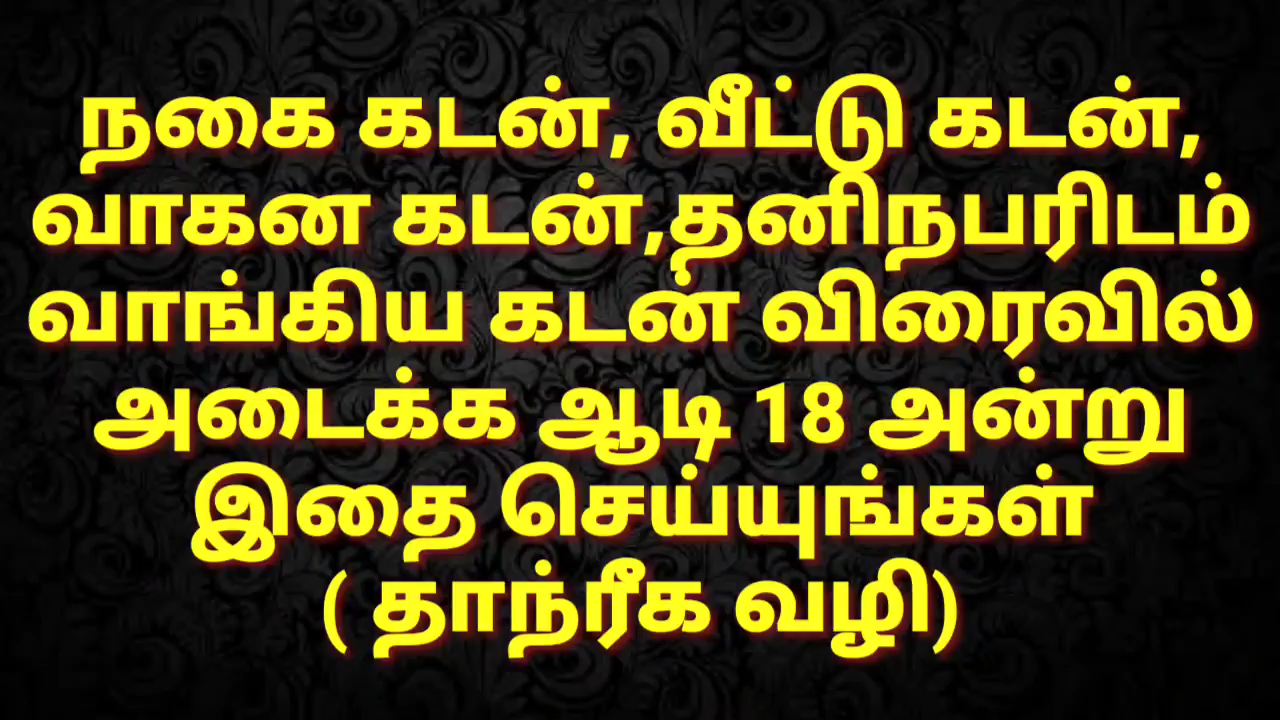 நகை கடன், வீட்டு கடன்,
வாகன கடன்,தனிநபரிடம்
வாங்கிய கடன் விரைவில்
அடைக்க ஆடி 18 அன்று
இதை செய்யுங்கள்
( தாந்ரீக வழி)